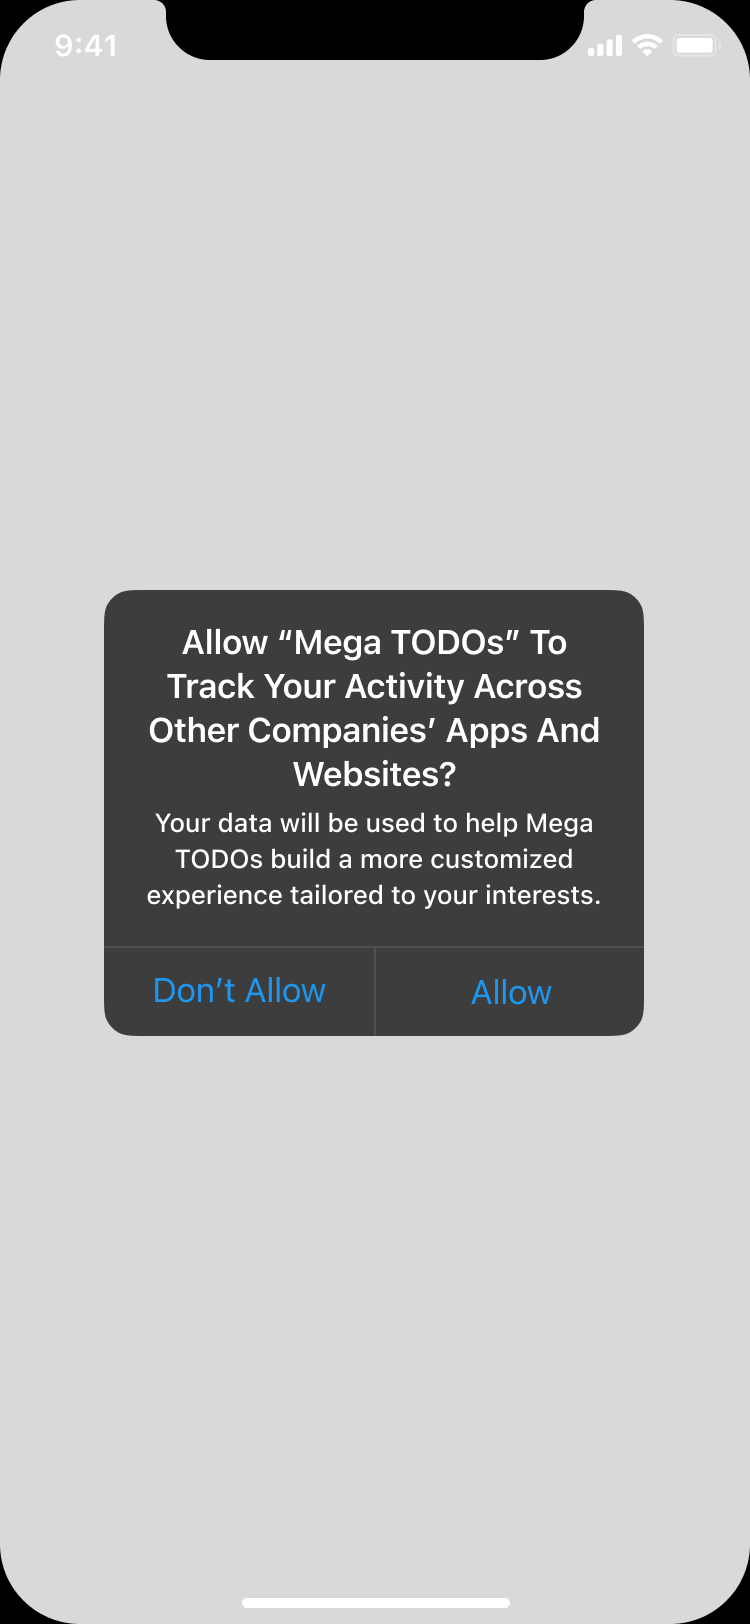 9:41
Allow “Mega TODOs” To
Track Your Activity Across
Other Companies’ Apps And
Websites?
Your data will be used to help Mega
TODOs build a more customized
experience tailored to your interests.
Don’t Allow
Allow